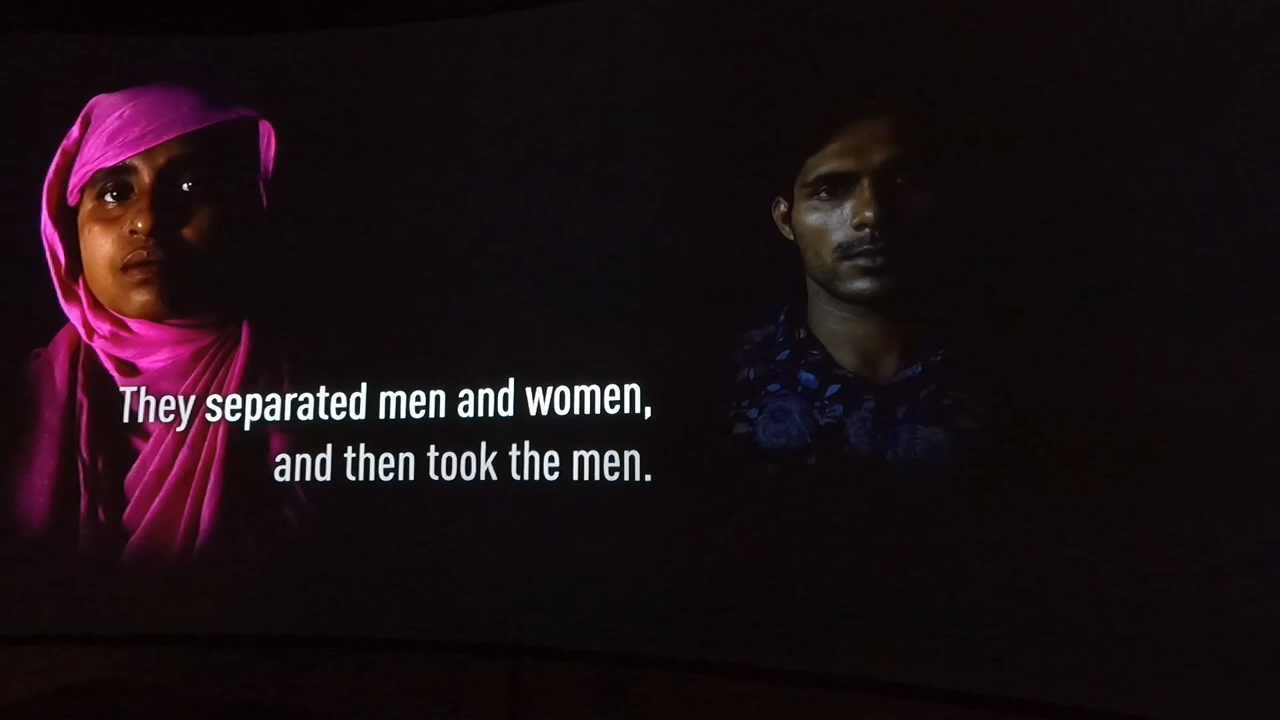 They separated men and women,
and then took the men.